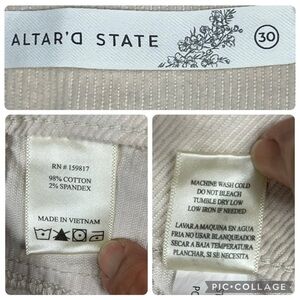 ALTAR'D STATE
30
RN # 159817
98% COTTON
2% SPANDEX
MADE IN VIETNAM
MACHINE WASH COLD
DO NOT BLEACH
TUMBLE DRY LOW
LOW IRON IF NEEDED
LAVAR A MAQUINA EN AGUA
FRIA NO USAR BLANQUEADOR
SECAR A BAJA TEMPERATURA
PLANCHAR, SI SE NECESITA
PIC•COLLAGE